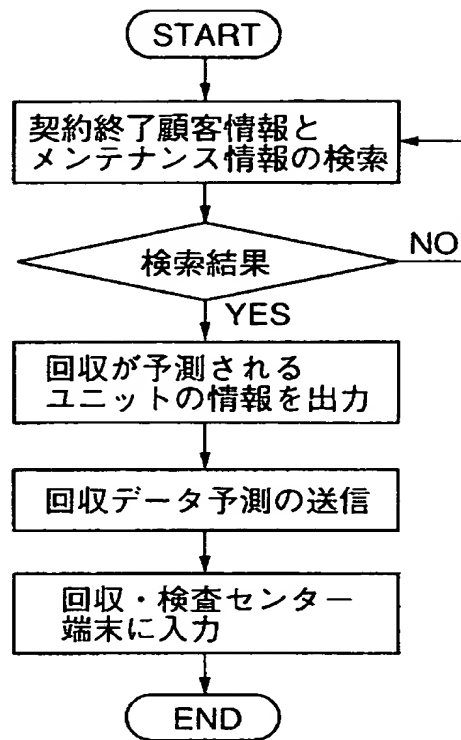 START
契約終了顧客情報と
メンテナンス情報の検索
検索結果
NO
YES
回収が予測される
ユニットの情報を出力
回収データ予測の送信
回収・検査センター
端末に入力
END